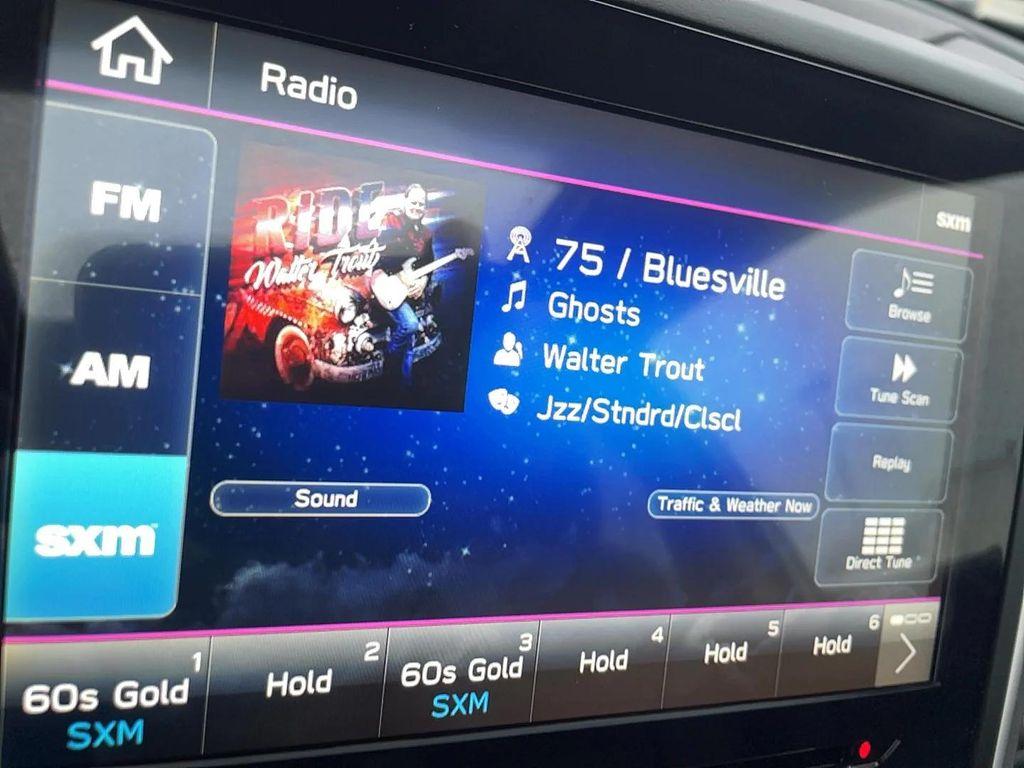 Radio
sxm
FM
AM
sxm
RIDE
Walter Trout
75 / Bluesville
Ghosts
Walter Trout
Jzz/Stndrd/Clscl
Sound
Traffic & Weather Now
Browse
Tune Scan
Replay
Direct Tune
1
60s Gold
SXM
2
Hold
3
60s Gold
SXM
4
Hold
5
Hold
6
Hold